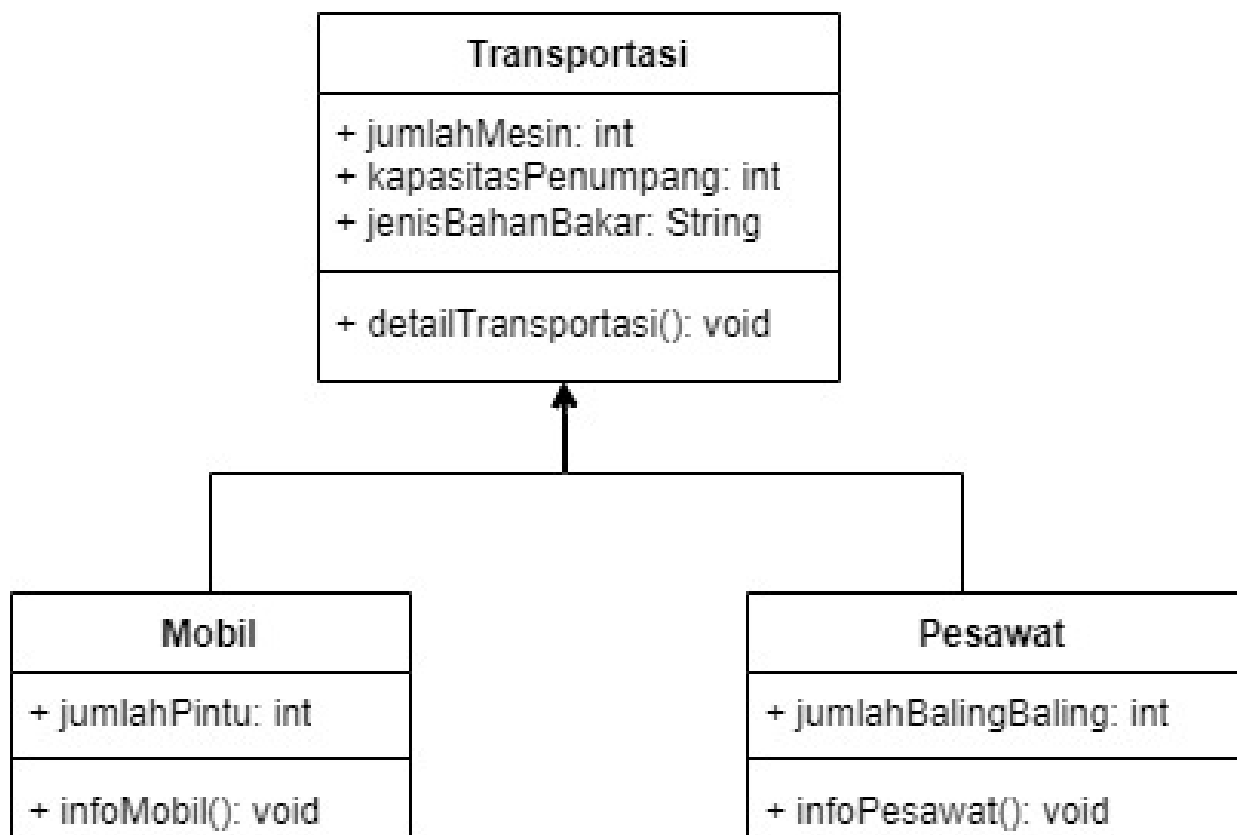 Transportasi
+ jumlahMesin: int
+ kapasitasPenumpang: int
+ jenisBahanBakar: String
+ detailTransportasi(): void
Mobil
+ jumlahPintu: int
+ infoMobil(): void
Pesawat
+ jumlahBalingBaling: int
+ infoPesawat(): void